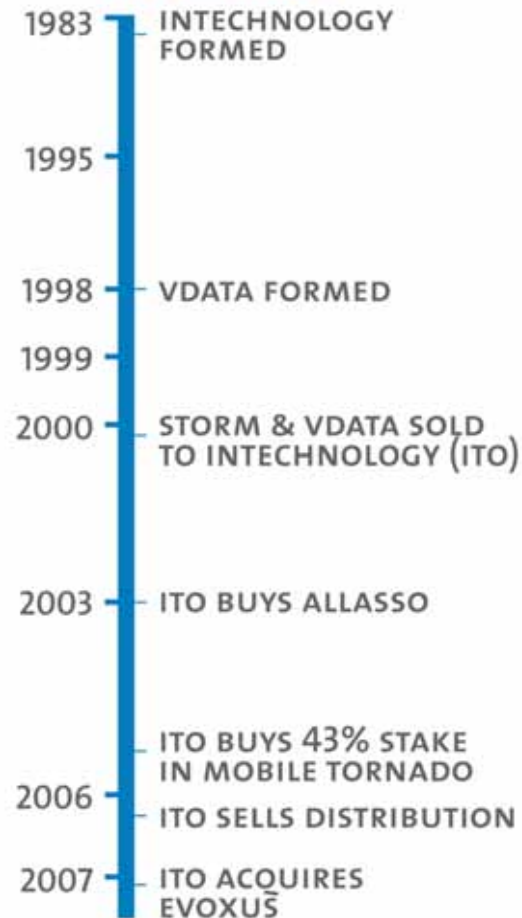 1983 INTECHNOLOGY
FORMED
1995
1998 VDATA FORMED
1999
2000 STORM & VDATA SOLD
TO INTECHNOLOGY (ITO)
2003 ITO BUYS ALLASSO
ITO BUYS 43% STAKE
IN MOBILE TORNADO
2006
ITO SELLS DISTRIBUTION
2007 ITO ACQUIRES
EVOXUS